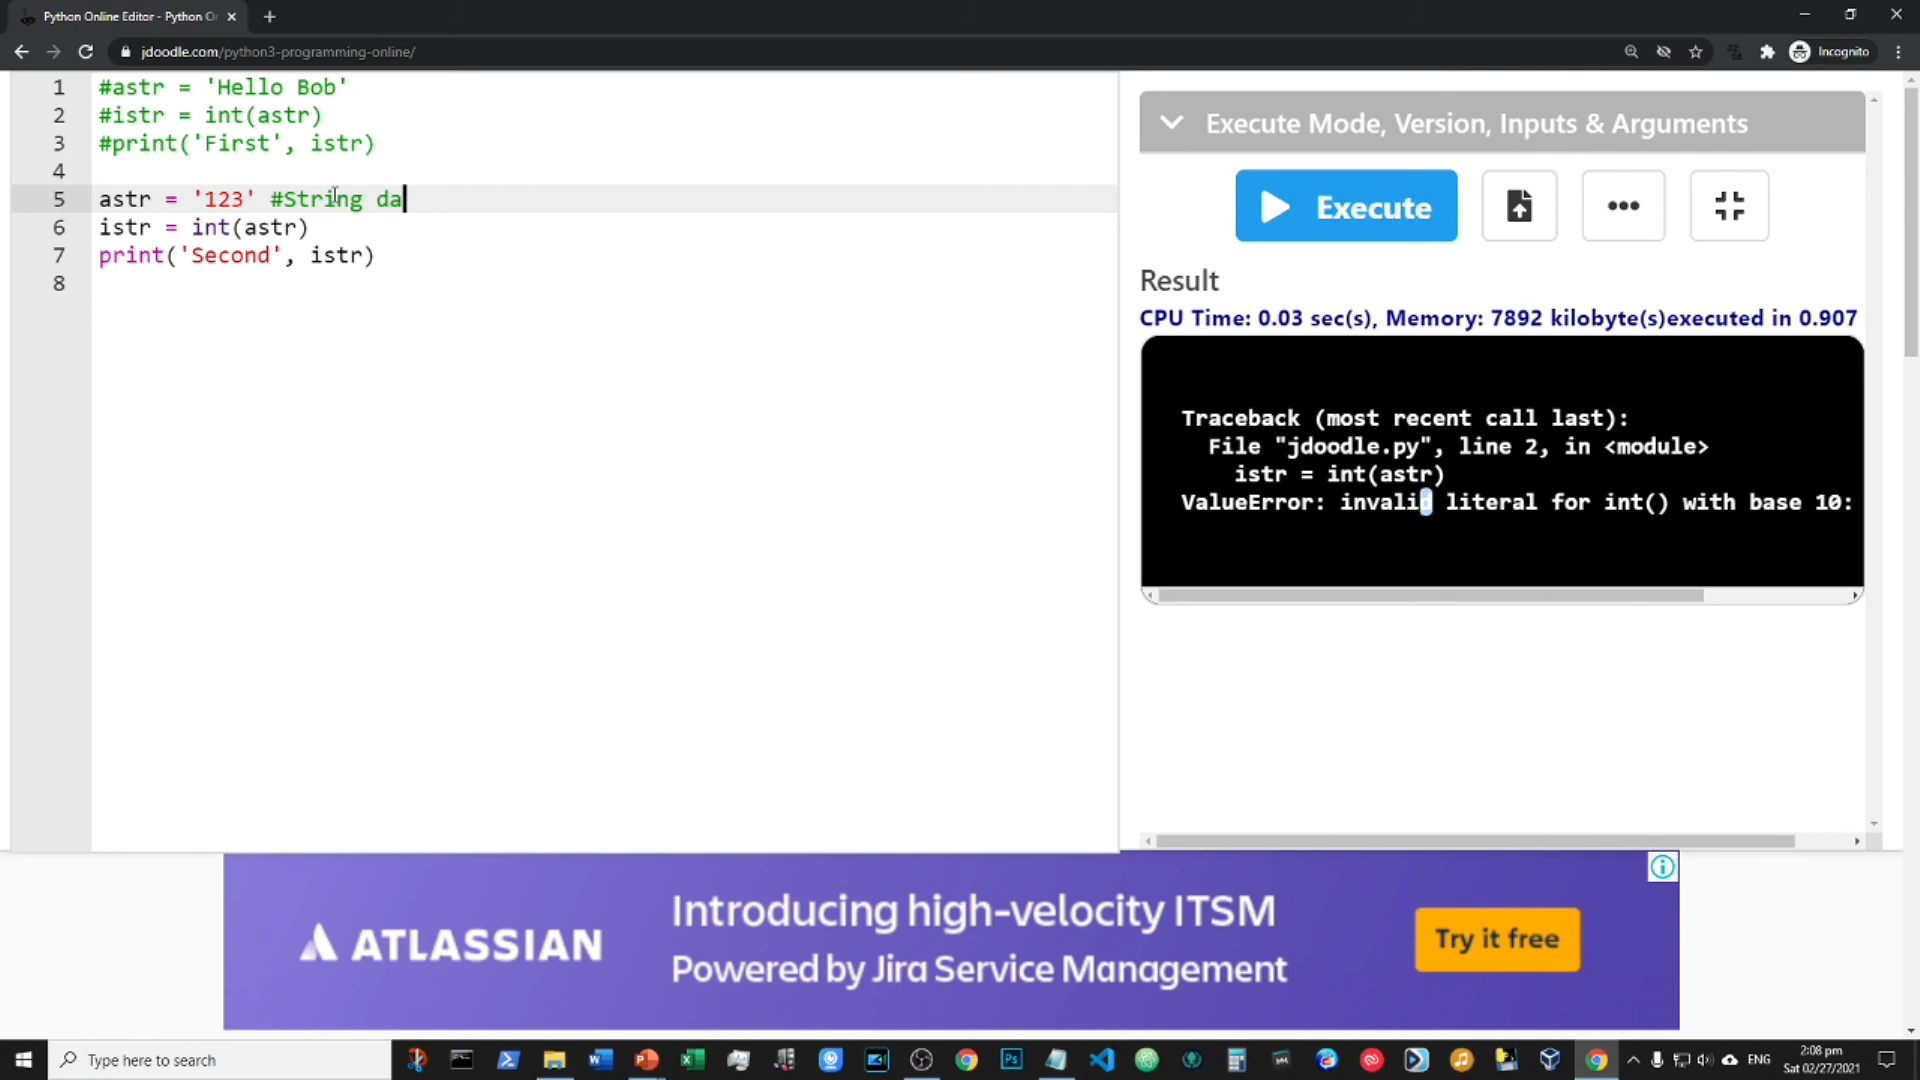 Python Online Editor - Python Or
jdoodle.com/python3-programming-online/
Incognito
1 #astr = 'Hello Bob'
2 #istr = int(astr)
3 #print('First', istr)
4
5 astr = '123' #String da
6 istr = int(astr)
7 print('Second', istr)
8
Execute Mode, Version, Inputs & Arguments
Execute
Result
CPU Time: 0.03 sec(s), Memory: 7892 kilobyte(s)executed in 0.907
Traceback (most recent call last):
File "jdoodle.py", line 2, in <module>
istr = int(astr)
ValueError: invalid literal for int() with base 10:
ATLASSIAN
Introducing high-velocity ITSM
Powered by Jira Service Management
Try it free
Type here to search
ENG
2:08 pm
Sat 02/27/2021